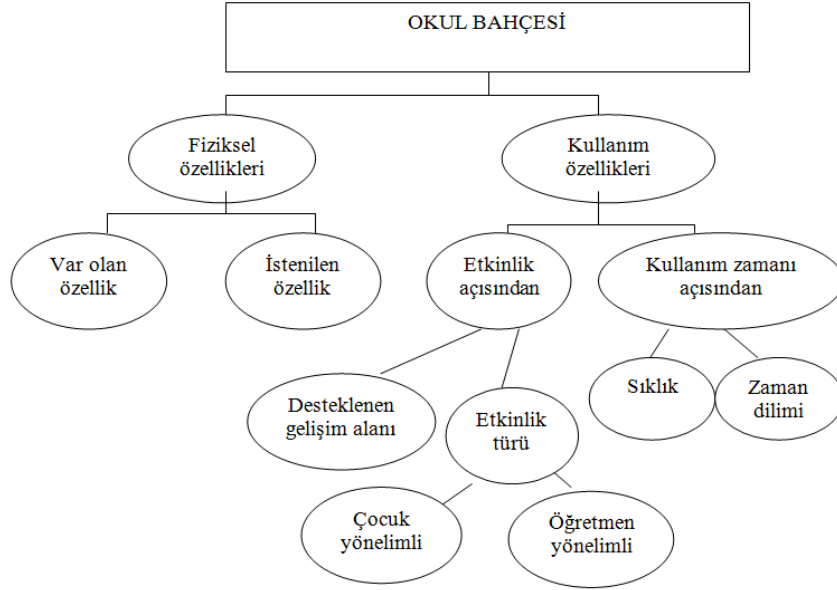 OKUL BAHÇESİ
Fiziksel
özellikleri
Kullanım
özellikleri
Var olan
özellik
İstenilen
özellik
Etkinlik
açısından
Kullanım zamanı
açısından
Desteklenen
gelişim alanı
Etkinlik
türü
Sıklık
Zaman
dilimi
Çocuk
yönelimli
Öğretmen
yönelimli